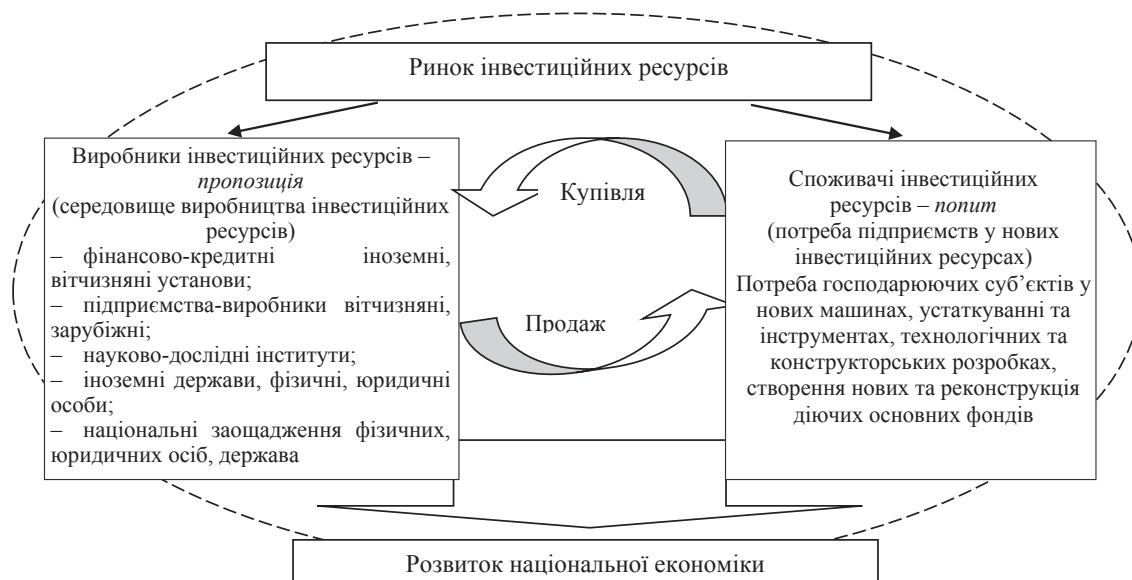 Ринок інвестиційних ресурсів
Виробники інвестиційних ресурсів –
пропозиція
(середовище виробництва інвестиційних
ресурсів)
– фінансово-кредитні іноземні,
вітчизняні установи;
– підприємства-виробники вітчизняні,
зарубіжні;
– науково-дослідні інститути;
– іноземні держави, фізичні, юридичні
особи;
– національні заощадження фізичних,
юридичних осіб, держава
Купівля
Продаж
Споживачі інвестиційних
ресурсів – попит
(потреба підприємств у нових
інвестиційних ресурсах)
Потреба господарюючих суб’єктів у
нових машинах, устаткуванні та
інструментах, технологічних та
конструкторських розробках,
створення нових та реконструкція
діючих основних фондів
Розвиток національної економіки